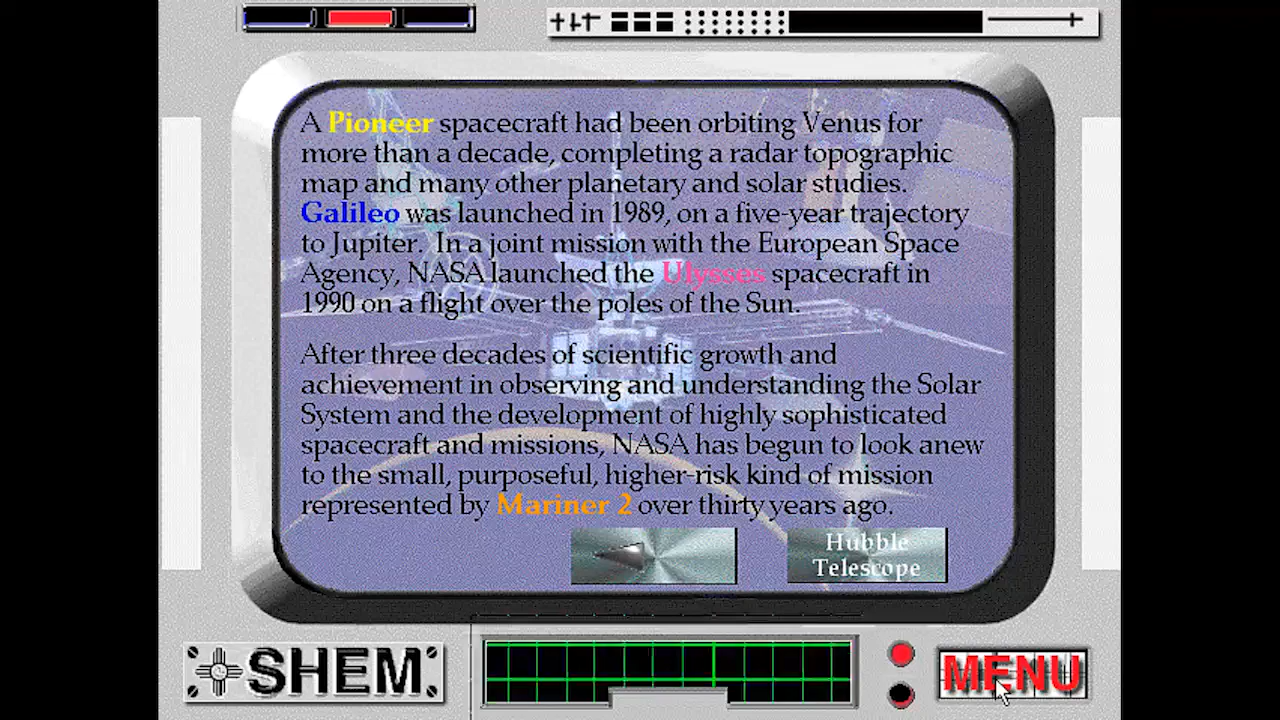 A Pioneer spacecraft had been orbiting Venus for
more than a decade, completing a radar topographic
map and many other planetary and solar studies.
Galileo was launched in 1989, on a five-year trajectory
to Jupiter. In a joint mission with the European Space
Agency, NASA launched the Ulysses spacecraft in
1990 on a flight over the poles of the Sun.
After three decades of scientific growth and
achievement in observing and understanding the Solar
System and the development of highly sophisticated
spacecraft and missions, NASA has begun to look anew
to the small, purposeful, higher-risk kind of mission
represented by Mariner 2 over thirty years ago.
Hubble
Telescope
SHEM
MENU